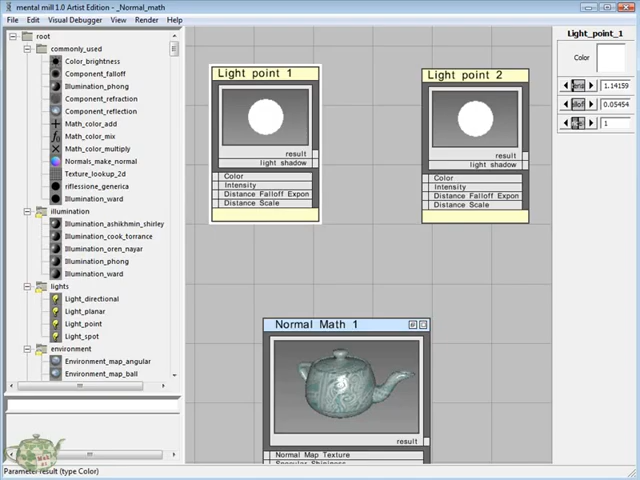 mental mill 1.0 Artist Edition - _Normal_math
File Edit Visual Debugger View Render Help
root
commonly_used
Color_brightness
Component_falloff
Illumination_phong
Component_refraction
Component_reflection
Math_color_add
Math_color_mix
Math_color_multiply
Normals_make_normal
Texture_lookup_2d
riflessione_generica
Illumination_ward
illumination
Illumination_ashikhmin_shirley
Illumination_cook_torrance
Illumination_oren_nayar
Illumination_phong
Illumination_ward
lights
Light_directional
Light_planar
Light_point
Light_spot
environment
Environment_map_angular
Environment_map_ball
Parameter result (type Color)
Light point 1
result
light shadow
Color
Intensity
Distance Falloff Expon
Distance Scale
Light point 2
result
light shadow
Color
Intensity
Distance Falloff Expon
Distance Scale
Normal Math 1
result
Normal Map Texture
Specular Shininess
Light_point_1
Color
1.14159
0.05454
1